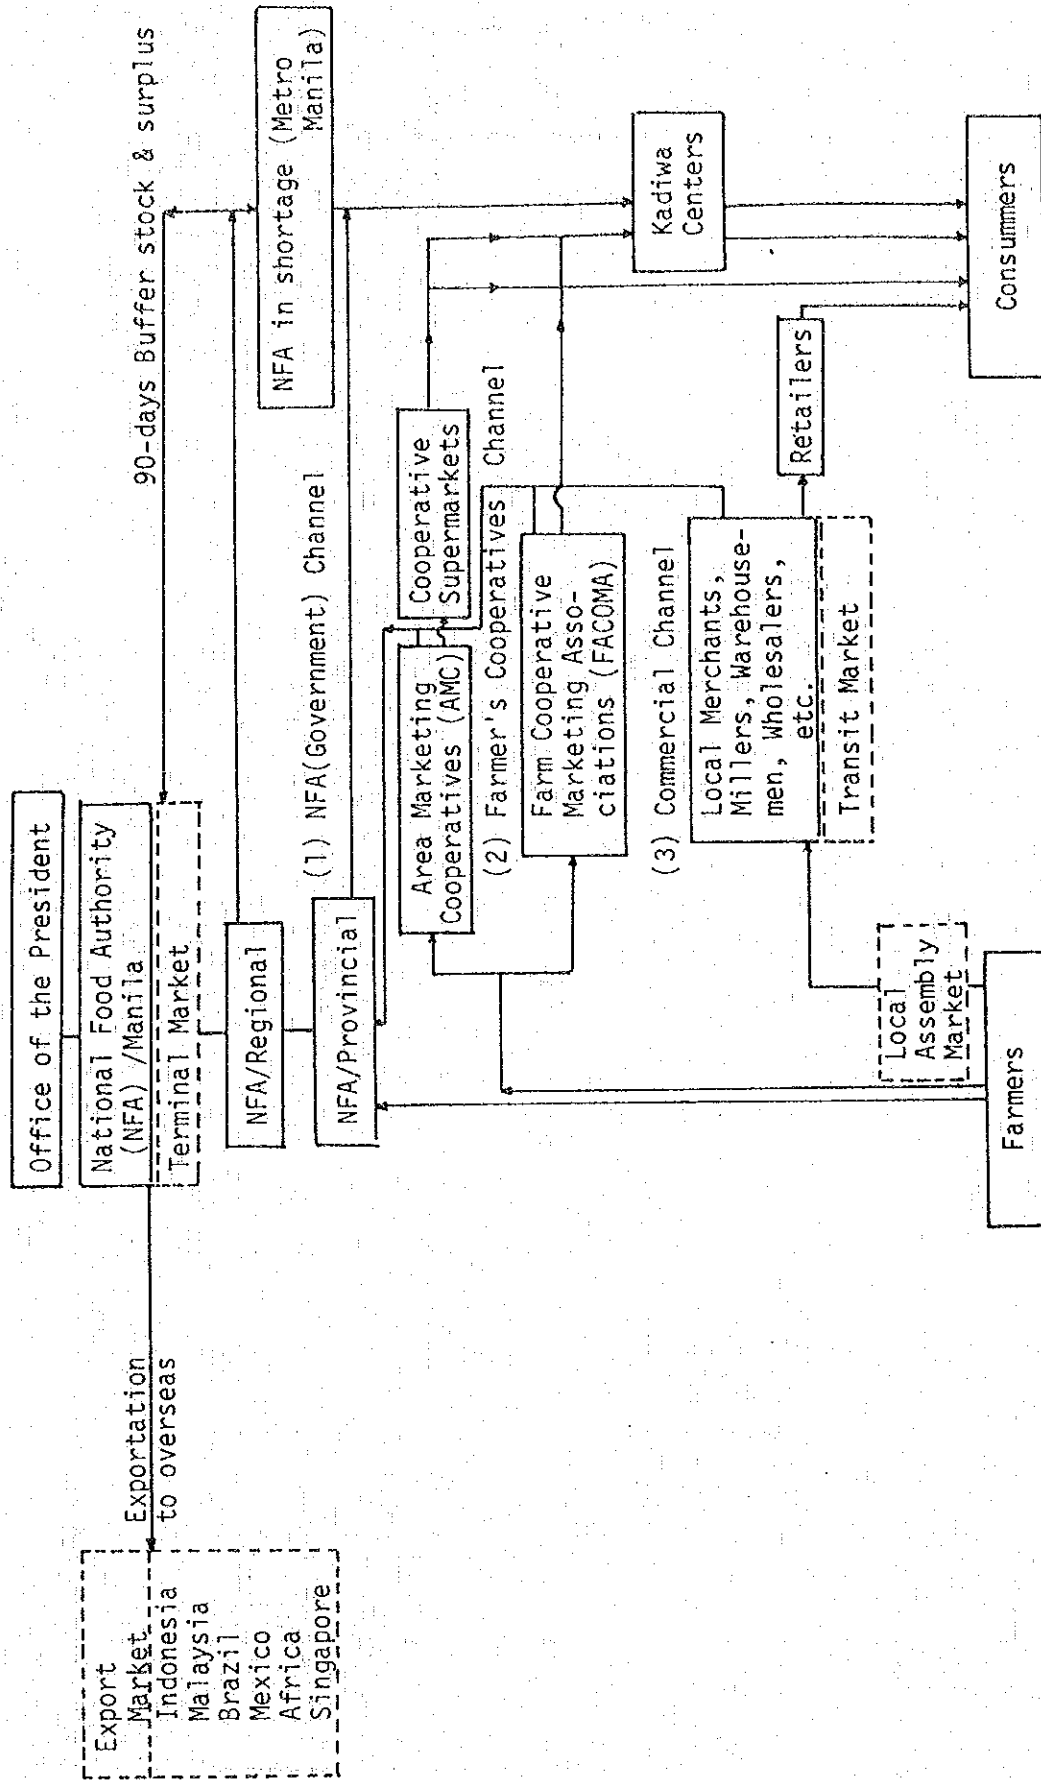 Office of the President
National Food Authority
(NFA) /Manila
Terminal Market
90-days Buffer stock & surplus
Exportation
to overseas
Export
Market
Indonesia
Malaysia
Brazil
Mexico
Africa
Singapore
NFA/Regional
NFA in shortage (Metro
Manila)
(1) NFA(Government) Channel
NFA/Provincial
Area Marketing
Cooperatives (AMC)
Cooperative
Supermarkets
(2) Farmer's Cooperatives Channel
Farm Cooperative
Marketing Asso-
ciations (FACOMA)
Kadiwa
Centers
(3) Commercial Channel
Local Merchants,
Millers, Warehouse-
men, Wholesalers,
etc.
Transit Market
Retailers
Local
Assembly
Market
Farmers
Consummers